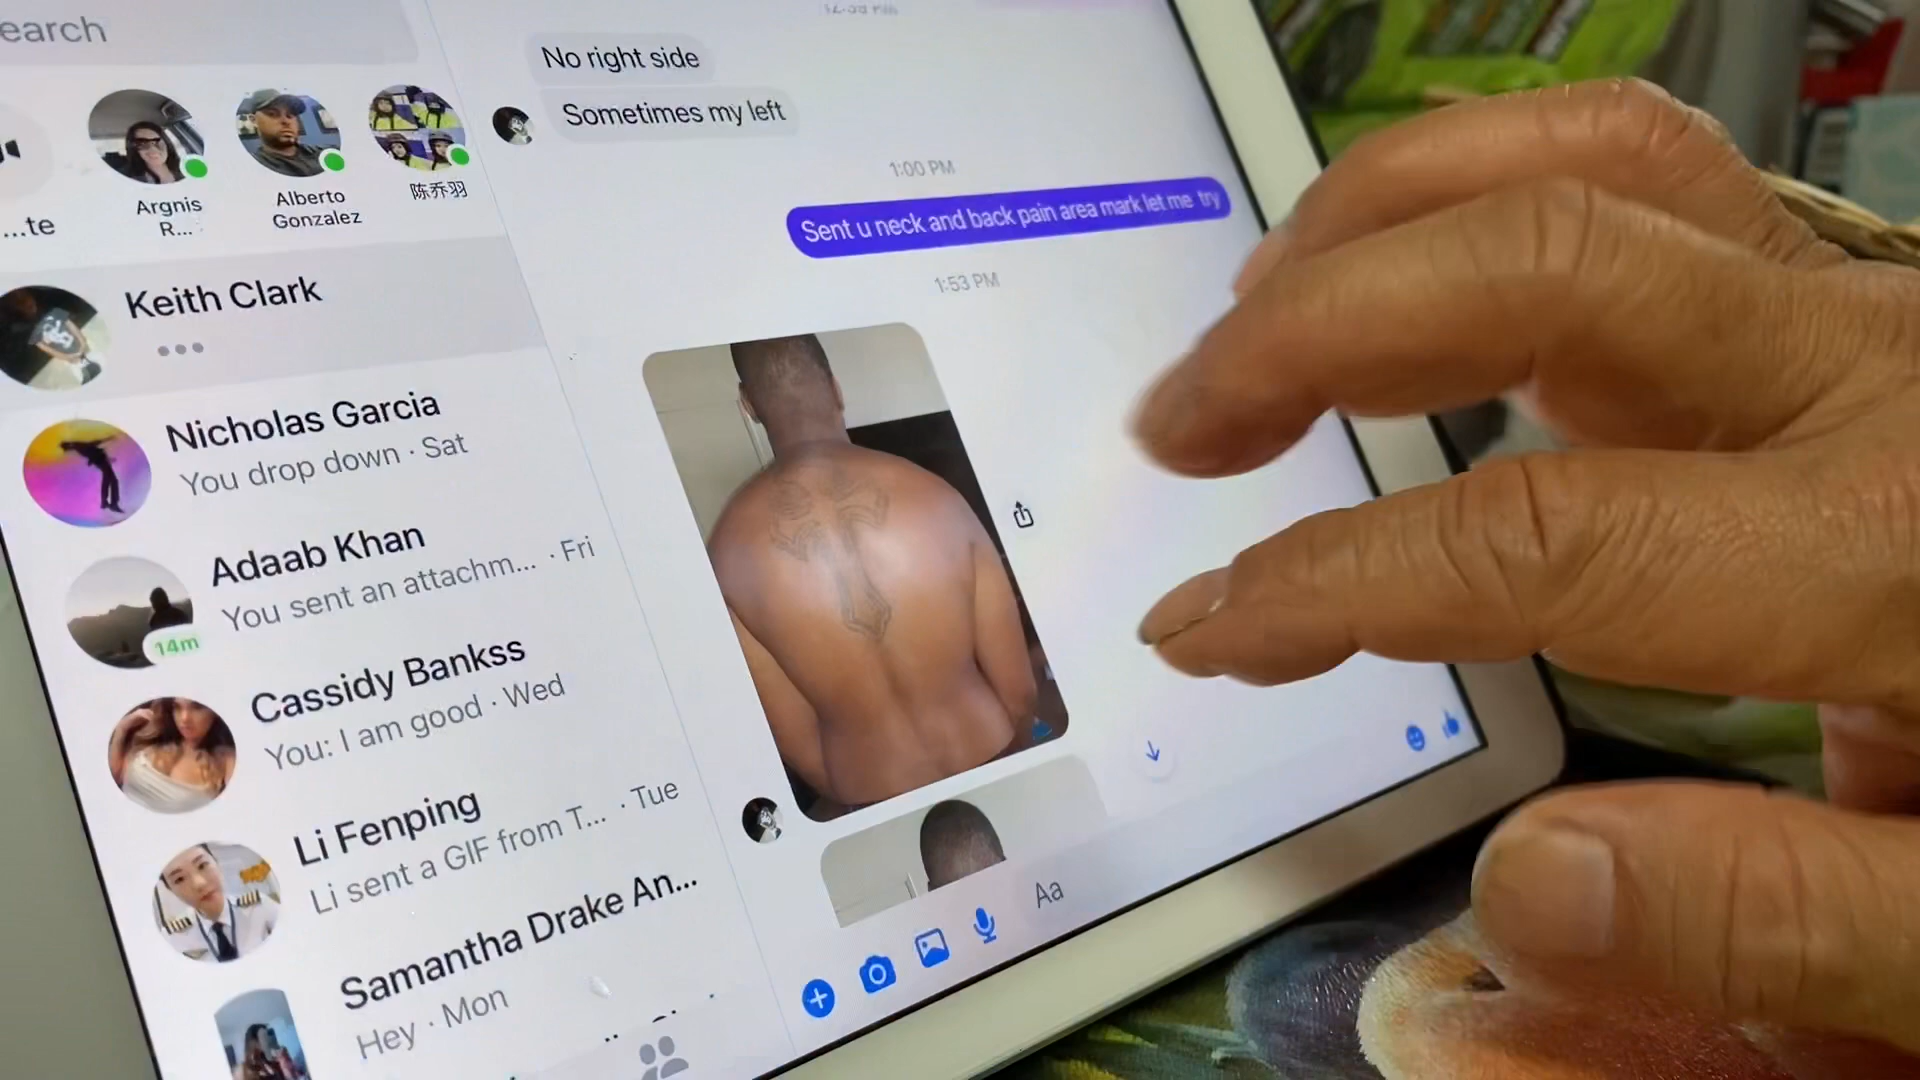 earch
...te
Argnis
R...
Alberto
Gonzalez
陈乔羽
Keith Clark
Nicholas Garcia
You drop down · Sat
Adaab Khan
You sent an attachm... · Fri
14m
Cassidy Bankss
You: I am good · Wed
Li Fenping
Li sent a GIF from T... · Tue
Samantha Drake An...
Hey · Mon
No right side
Sometimes my left
1:00 PM
Sent u neck and back pain area mark let me try
1:53 PM
Aa